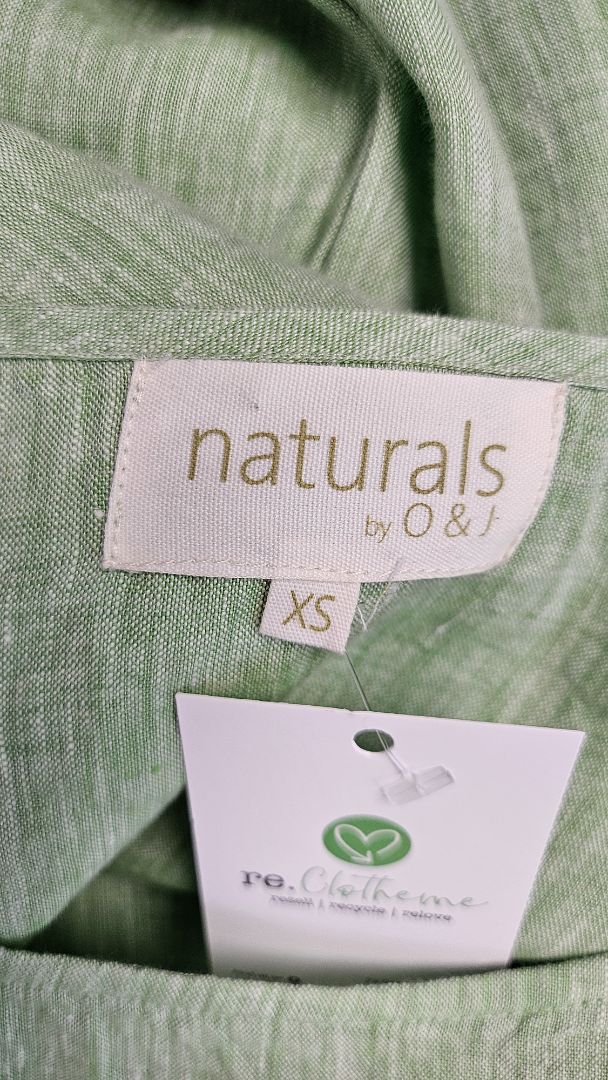 naturals
by O & J
XS
re.Clotheme
resell | recycle | relove